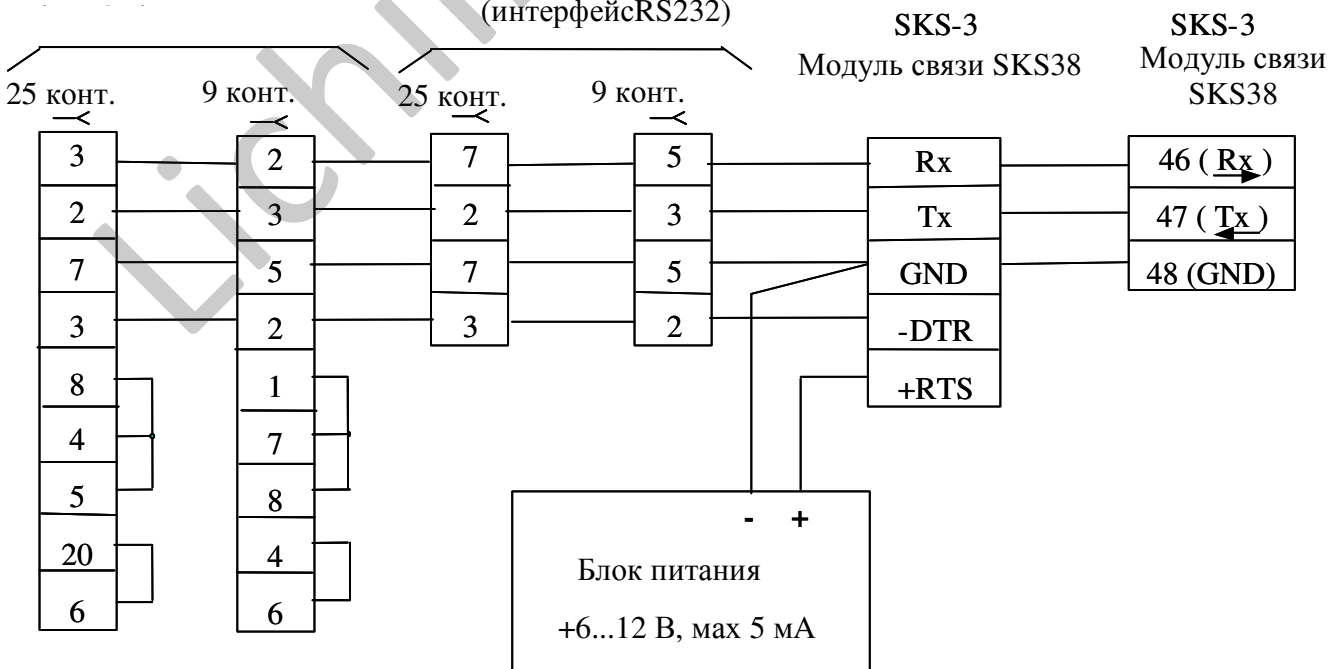 (интерфейсRS232)
SKS-3
SKS-3
Модуль связи SKS38
Модуль связи
SKS38
25 конт.
9 конт.
25 конт.
9 конт.
3
2
7
5
Rx
46 ( Rx )
2
3
2
3
Tx
47 ( Tx )
7
5
7
5
GND
48 (GND)
3
2
3
2
-DTR
8
1
+RTS
4
7
5
8
20
4
6
6
- +
Блок питания
+6...12 В, мах 5 мА